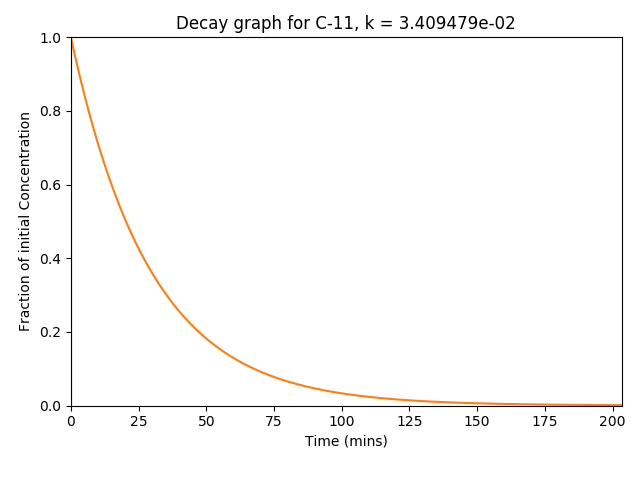 Decay graph for C-11, k = 3.409479e-02
1.0
0.8
0.6
0.4
0.2
0.0
Fraction of initial Concentration
0 25 50 75 100 125 150 175 200
Time (mins)